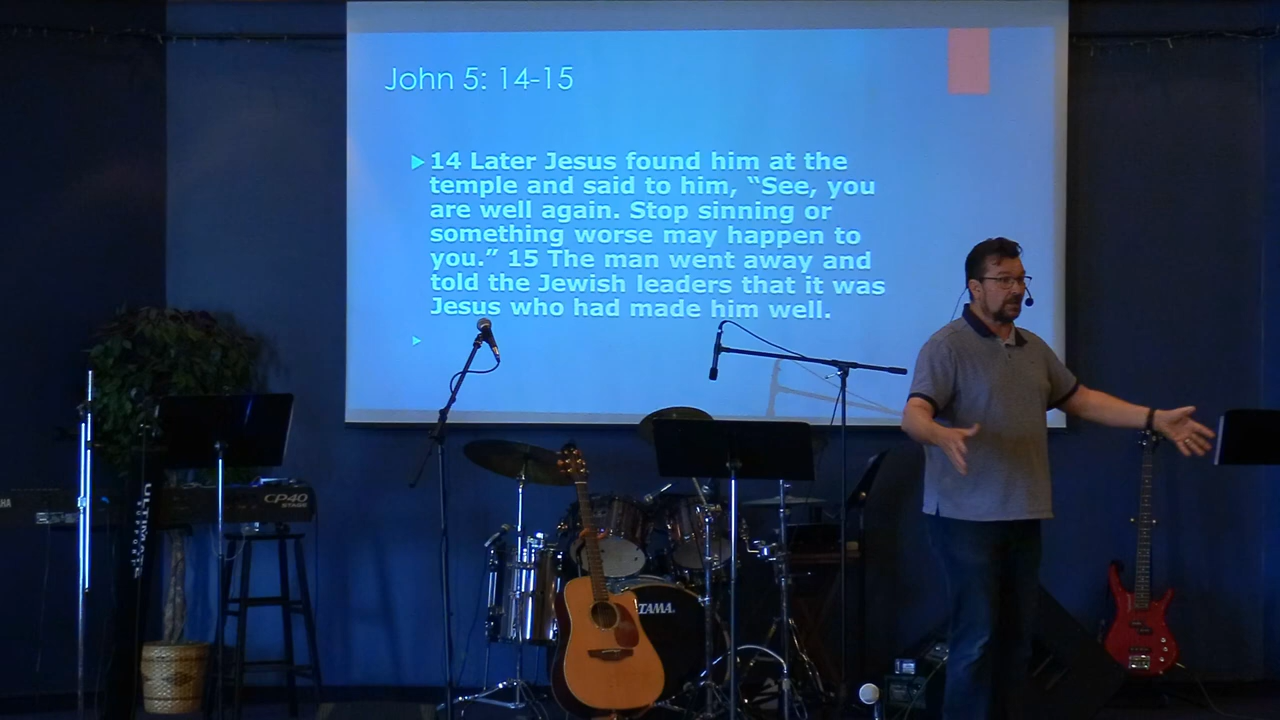 John 5: 14-15
14 Later Jesus found him at the
temple and said to him, “See, you
are well again. Stop sinning or
something worse may happen to
you.” 15 The man went away and
told the Jewish leaders that it was
Jesus who had made him well.
CP40
STAGE
TAMA
ULTIMATE